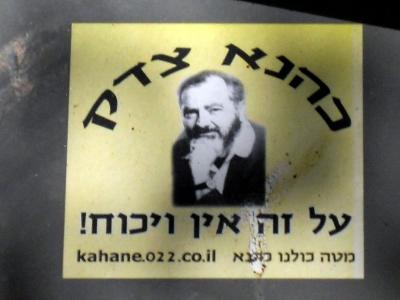 כהנא צדק
על זה אין ויכוח!
מטה כולנו כהנא kahane.022.co.il